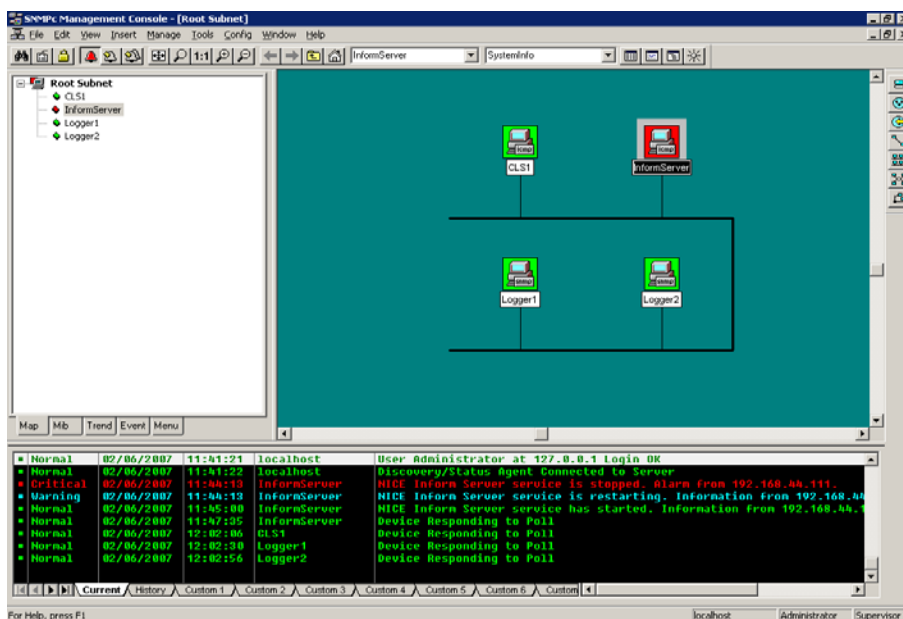 SNMPc Management Console - [Root Subnet]
File Edit View Insert Manage Tools Config Window Help
1:1 InformServer SystemInfo
Root Subnet
CLS1
InformServer
Logger1
Logger2
icmp
CLS1
icmp
InformServer
snmp
Logger1
snmp
Logger2
Map Mib Trend Event Menu
Normal 02/06/2007 11:41:21 localhost User Administrator at 127.0.0.1 Login OK
Normal 02/06/2007 11:41:22 localhost Discovery/Status Agent Connected to Server
Critical 02/06/2007 11:44:13 InformServer NICE Inform Server service is stopped. Alarm from 192.168.44.111.
Warning 02/06/2007 11:44:13 InformServer NICE Inform Server service is restarting. Information from 192.168.44
Normal 02/06/2007 11:45:00 InformServer NICE Inform Server service has started. Information from 192.168.44.1
Normal 02/06/2007 11:47:35 InformServer Device Responding to Poll
Normal 02/06/2007 12:02:06 CLS1 Device Responding to Poll
Normal 02/06/2007 12:02:30 Logger1 Device Responding to Poll
Normal 02/06/2007 12:02:56 Logger2 Device Responding to Poll
Current History Custom 1 Custom 2 Custom 3 Custom 4 Custom 5 Custom 6 Custom
For Help, press F1 localhost Administrator Supervisor